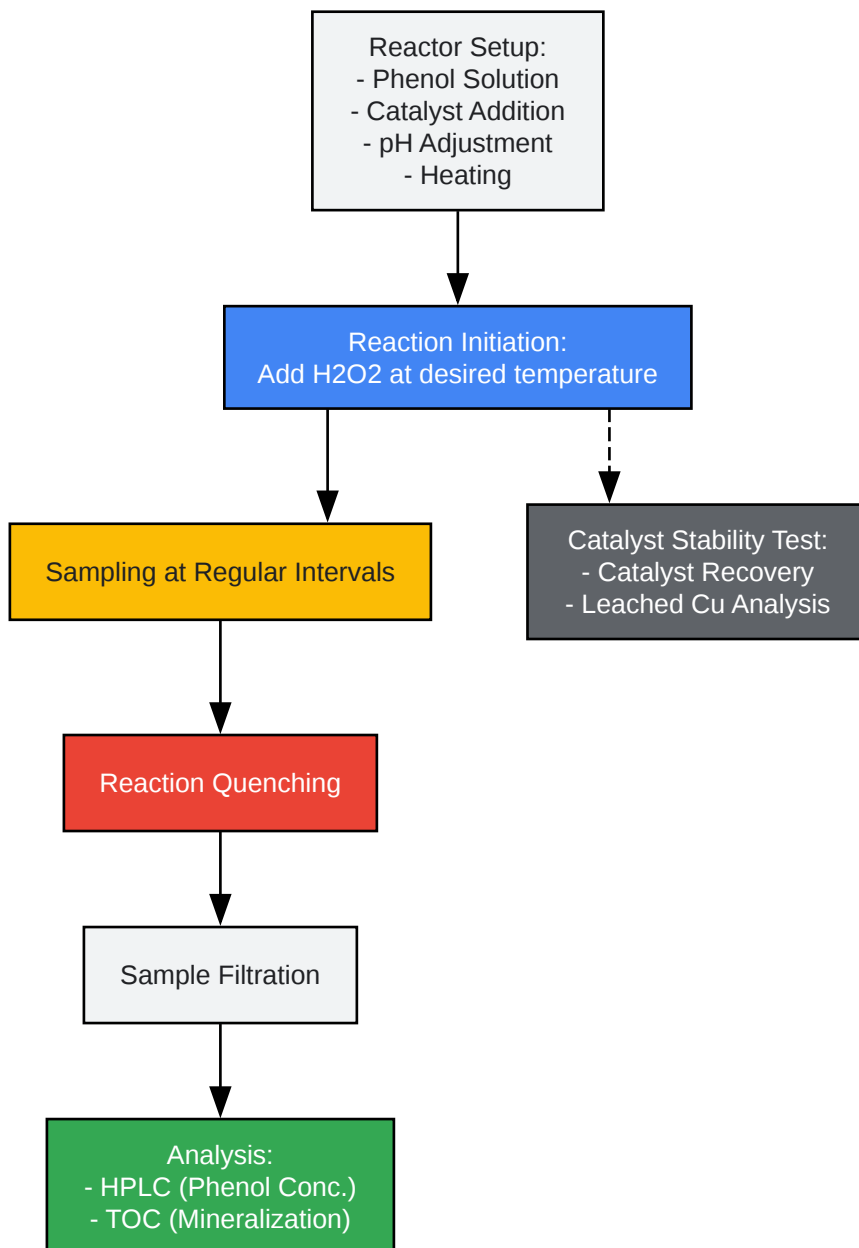 Reactor Setup:
- Phenol Solution
- Catalyst Addition
- pH Adjustment
- Heating
Reaction Initiation:
Add H2O2 at desired temperature
Sampling at Regular Intervals
Catalyst Stability Test:
- Catalyst Recovery
- Leached Cu Analysis
Reaction Quenching
Sample Filtration
Analysis:
- HPLC (Phenol Conc.)
- TOC (Mineralization)